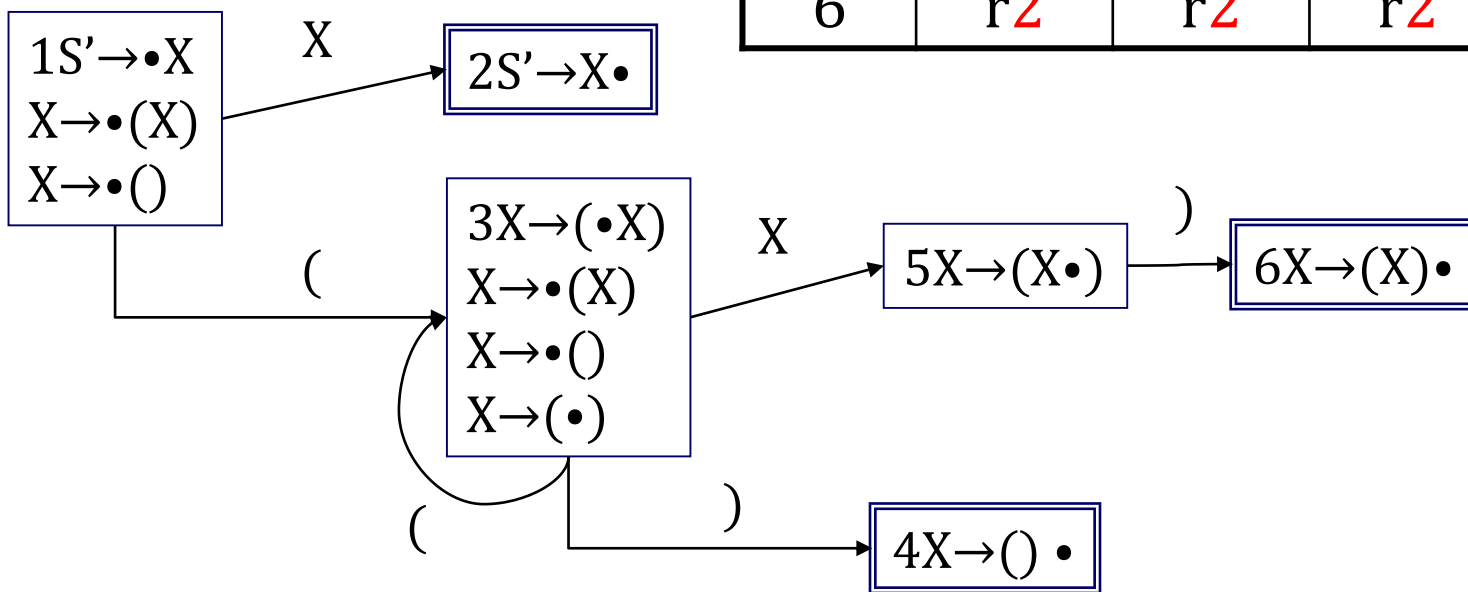 6 r2 r2 r2
1S’→•X
X→•(X)
X→•()
X
2S’→X•
(
3X→(•X)
X→•(X)
X→•()
X→(•)
X
5X→(X•)
)
6X→(X)•
(
)
4X→() •